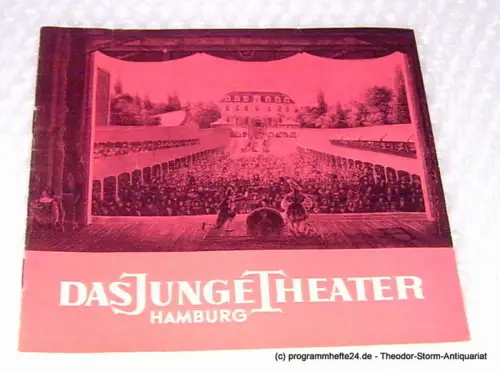 DAS JUNGE THEATER
HAMBURG
(c) programmhefte24.de - Theodor-Storm-Antiquariat